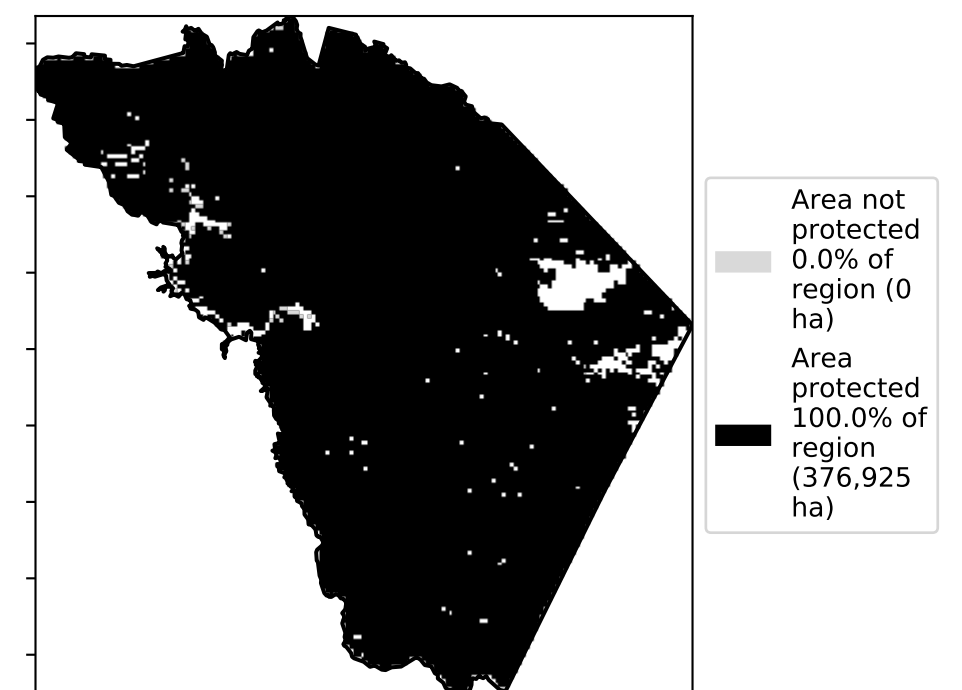 Area not
protected
0.0% of
region (0
ha)
Area
protected
100.0% of
region
(376,925
ha)